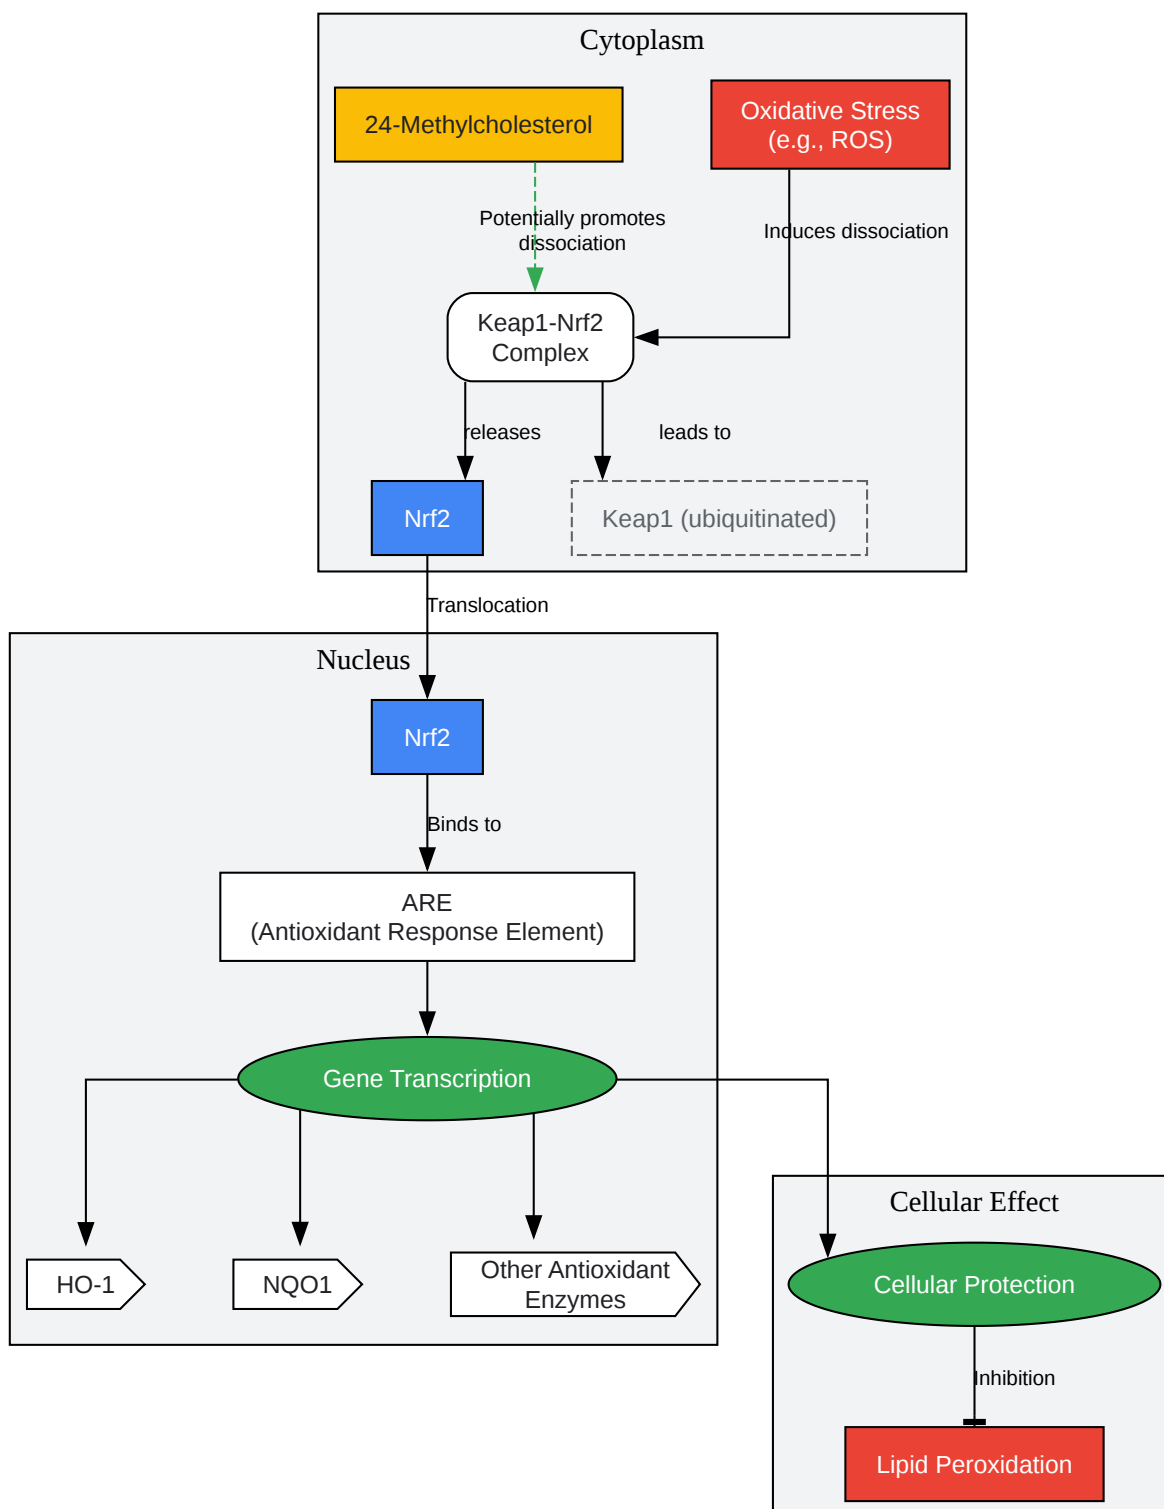 Cytoplasm
24-Methylcholesterol
Oxidative Stress
(e.g., ROS)
Potentially promotes
dissociation
Induces dissociation
Keap1-Nrf2
Complex
releases
leads to
Nrf2
Keap1 (ubiquitinated)
Translocation
Nucleus
Nrf2
Binds to
ARE
(Antioxidant Response Element)
Gene Transcription
HO-1
NQO1
Other Antioxidant
Enzymes
Cellular Effect
Cellular Protection
Inhibition
Lipid Peroxidation